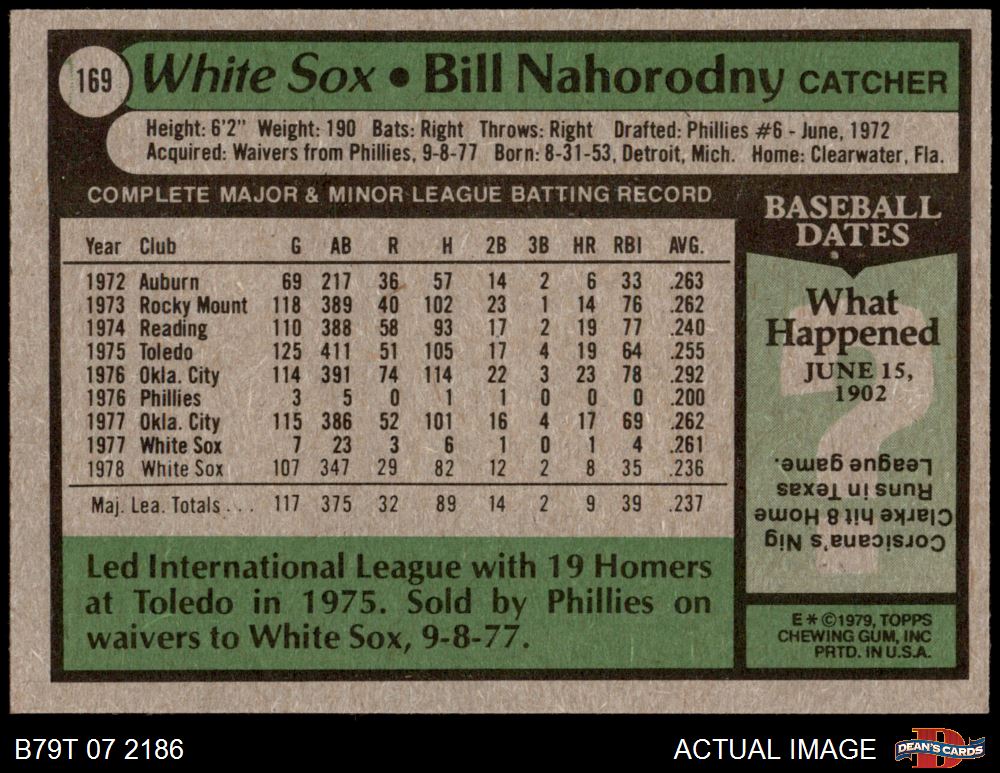 169 White Sox • Bill Nahorodny CATCHER
Height: 6'2" Weight: 190 Bats: Right Throws: Right Drafted: Phillies #6 - June, 1972
Acquired: Waivers from Phillies, 9-8-77 Born: 8-31-53, Detroit, Mich. Home: Clearwater, Fla.
COMPLETE MAJOR & MINOR LEAGUE BATTING RECORD
Year Club G AB R H 2B 3B HR RBI AVG.
1972 Auburn 69 217 36 57 14 2 6 33 .263
1973 Rocky Mount 118 389 40 102 23 1 14 76 .262
1974 Reading 110 388 58 93 17 2 19 77 .240
1975 Toledo 125 411 51 105 17 4 19 64 .255
1976 Okla. City 114 391 74 114 22 3 23 78 .292
1976 Phillies 3 5 0 1 1 0 0 0 .200
1977 Okla. City 115 386 52 101 16 4 17 69 .262
1977 White Sox 7 23 3 6 1 0 1 4 .261
1978 White Sox 107 347 29 82 12 2 8 35 .236
Maj. Lea. Totals . . . 117 375 32 89 14 2 9 39 .237
Led International League with 19 Homers
at Toledo in 1975. Sold by Phillies on
waivers to White Sox, 9-8-77.
BASEBALL
DATES
What
Happened
JUNE 15,
1902
?
Corsicana's Nig
Clarke hit 8 Home
Runs in Texas
League game.
E * © 1979, TOPPS
CHEWING GUM, INC
PRTD. IN U.S.A.
B79T 07 2186
ACTUAL IMAGE
D
DEAN'S CARDS